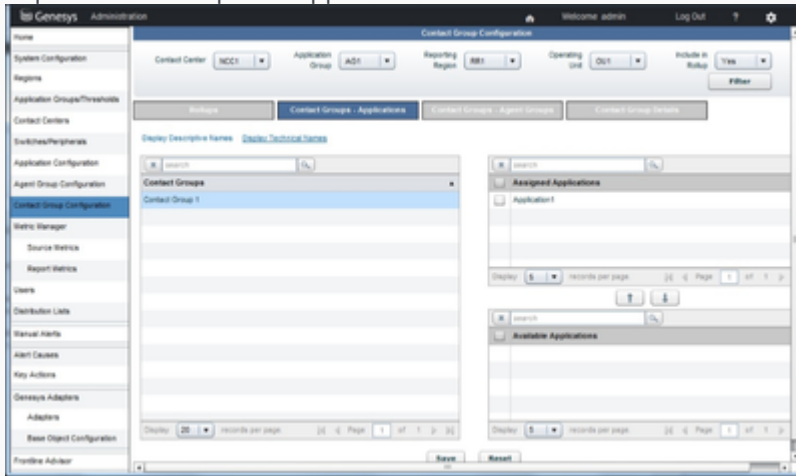 Genesys Administration Welcome admin Log Out ?
Contact Group Configuration
Home
System Configuration
Regions
Application Groups/Thresholds
Contact Centers
Switches/Peripherals
Application Configuration
Agent Group Configuration
Contact Group Configuration
Metric Manager
Source Metrics
Report Metrics
Users
Distribution Lists
Manual Alerts
Alert Causes
Key Actions
Genesys Adapters
Adapters
Base Object Configuration
Frontline Advisor
Contact Center NCC1
Application Group AG1
Reporting Region RR1
Operating Unit OU1
Include in Rollup Yes
Filter
Rollups Contact Groups - Applications Contact Groups - Agent Groups Contact Group Details
Display Descriptive Names Display Technical Names
x search
Contact Groups
Contact Group 1
Display 20 records per page Page 1 of 1
x search
Assigned Applications
Application1
Display 5 records per page Page 1 of 1
x search
Available Applications
Display 5 records per page Page 1 of 1
Save Reset